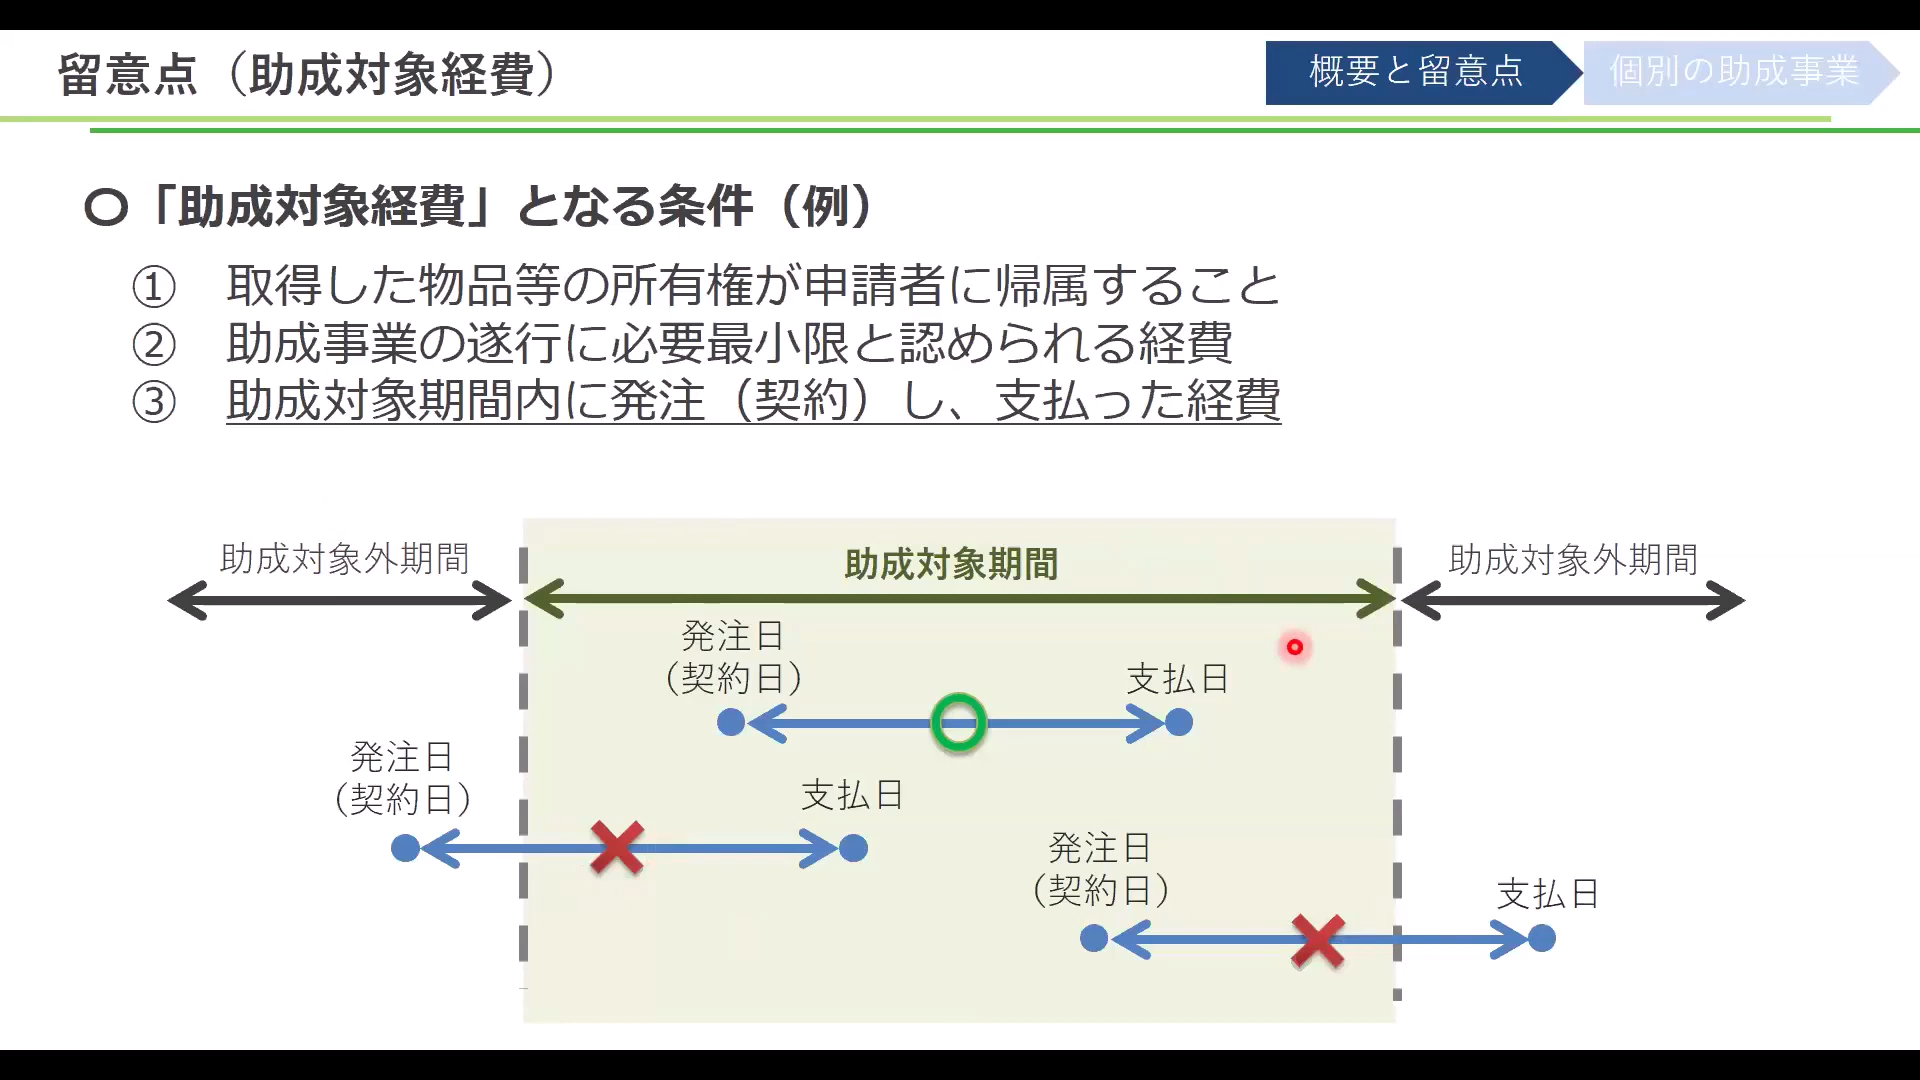 留意点（助成対象経費）
概要と留意点
個別の助成事業
〇「助成対象経費」となる条件（例）
① 取得した物品等の所有権が申請者に帰属すること
② 助成事業の遂行に必要最小限と認められる経費
③ 助成対象期間内に発注（契約）し、支払った経費
助成対象外期間
助成対象期間
助成対象外期間
発注日
（契約日）
支払日
発注日
（契約日）
支払日
発注日
（契約日）
支払日